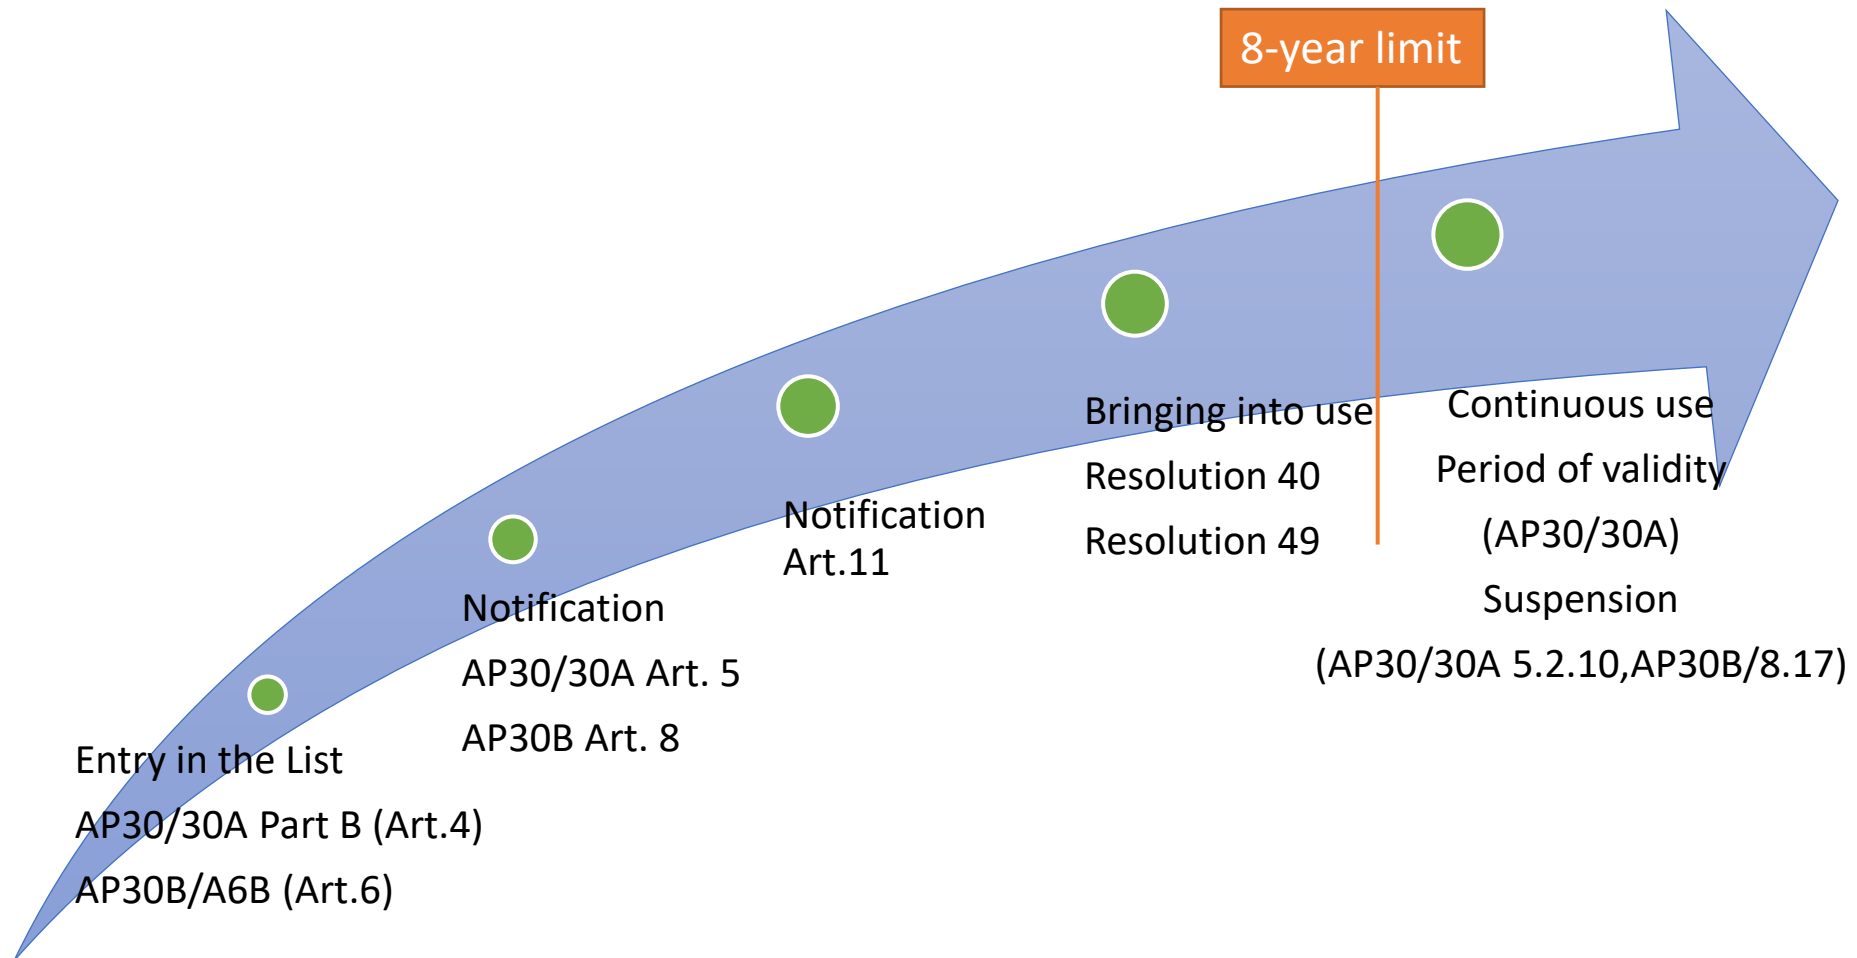 8-year limit
Entry in the List
AP30/30A Part B (Art.4)
AP30B/A6B (Art.6)
Notification
AP30/30A Art. 5
AP30B Art. 8
Notification
Art.11
Bringing into use
Resolution 40
Resolution 49
Continuous use
Period of validity
(AP30/30A)
Suspension
(AP30/30A 5.2.10,AP30B/8.17)